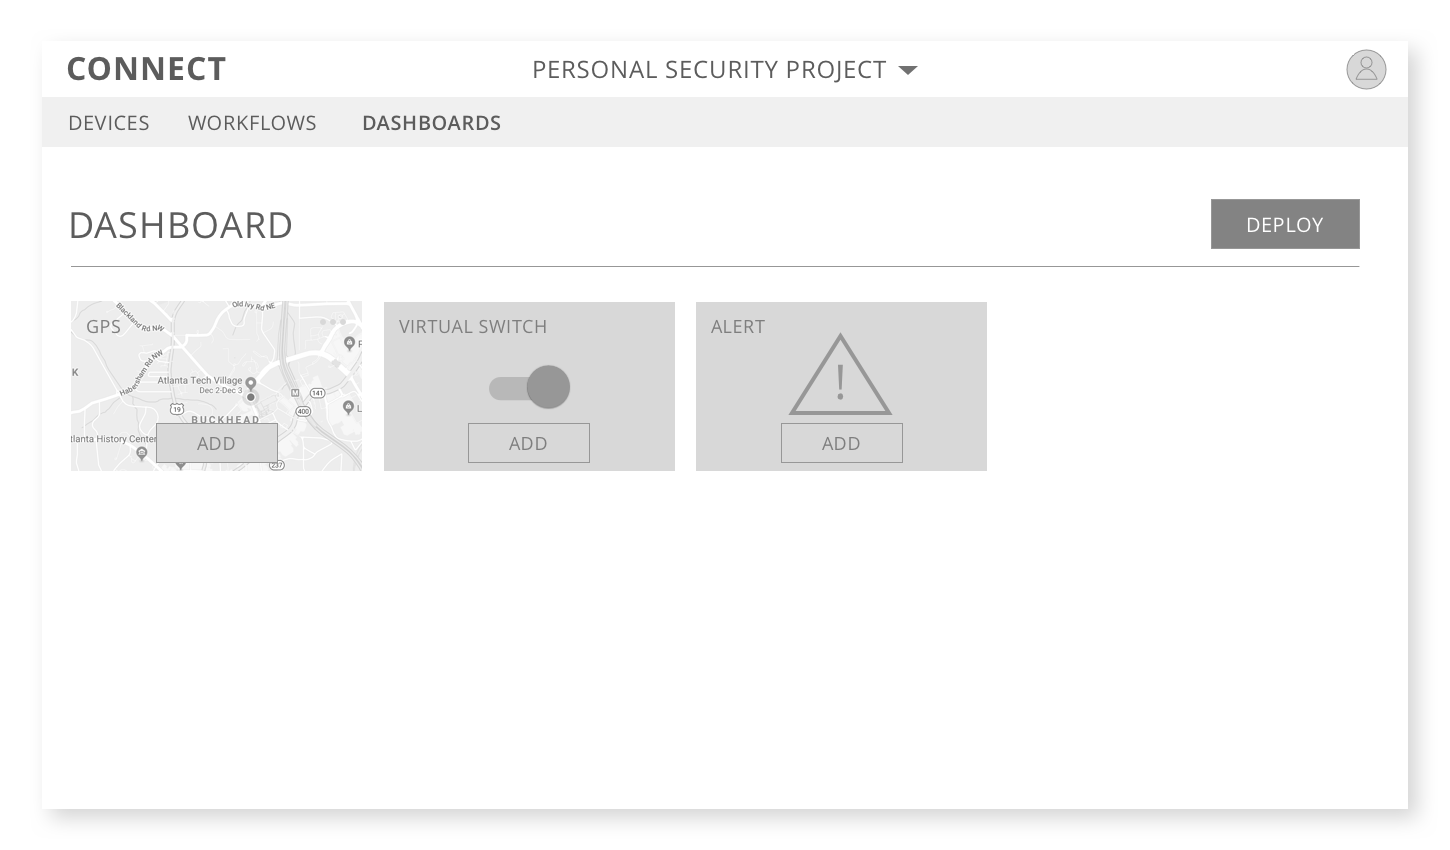 CONNECT
PERSONAL SECURITY PROJECT
DEVICES WORKFLOWS DASHBOARDS
DASHBOARD
DEPLOY
GPS
Blackland Rd NW
Old Ivy Rd NE
Habersham Rd NW
K
Atlanta Tech Village
Dec 2-Dec 3
141
19
400
BUCKHEAD
L
tlanta History Center
237
ADD
VIRTUAL SWITCH
ADD
ALERT
!
ADD